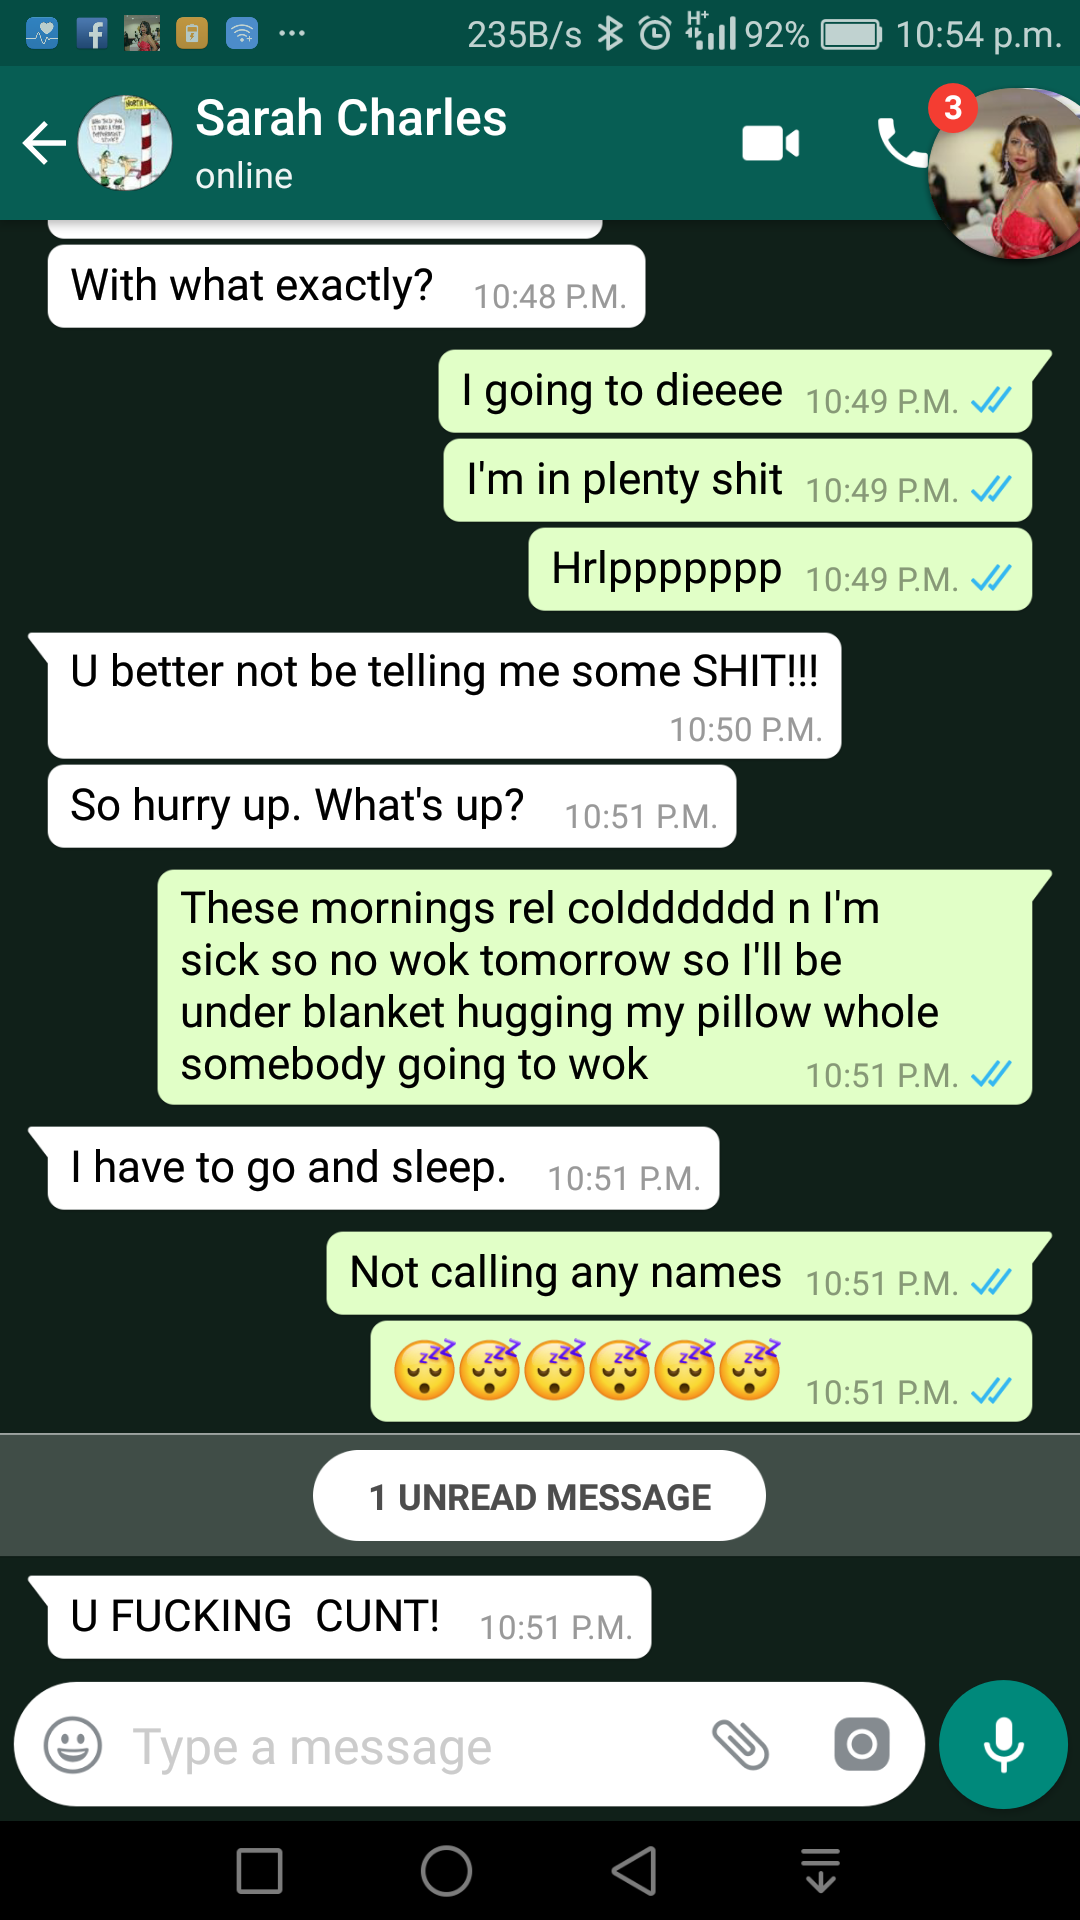 235B/s H+ 92% 10:54 p.m.
Sarah Charles
online
3
With what exactly? 10:48 P.M.
I going to dieeee 10:49 P.M.
I'm in plenty shit 10:49 P.M.
Hrlppppppp 10:49 P.M.
U better not be telling me some SHIT!!!
10:50 P.M.
So hurry up. What's up? 10:51 P.M.
These mornings rel coldddddd n I'm
sick so no wok tomorrow so I'll be
under blanket hugging my pillow whole
somebody going to wok 10:51 P.M.
I have to go and sleep. 10:51 P.M.
Not calling any names 10:51 P.M.
😴😴😴😴😴😴 10:51 P.M.
1 UNREAD MESSAGE
U FUCKING  CUNT! 10:51 P.M.
Type a message